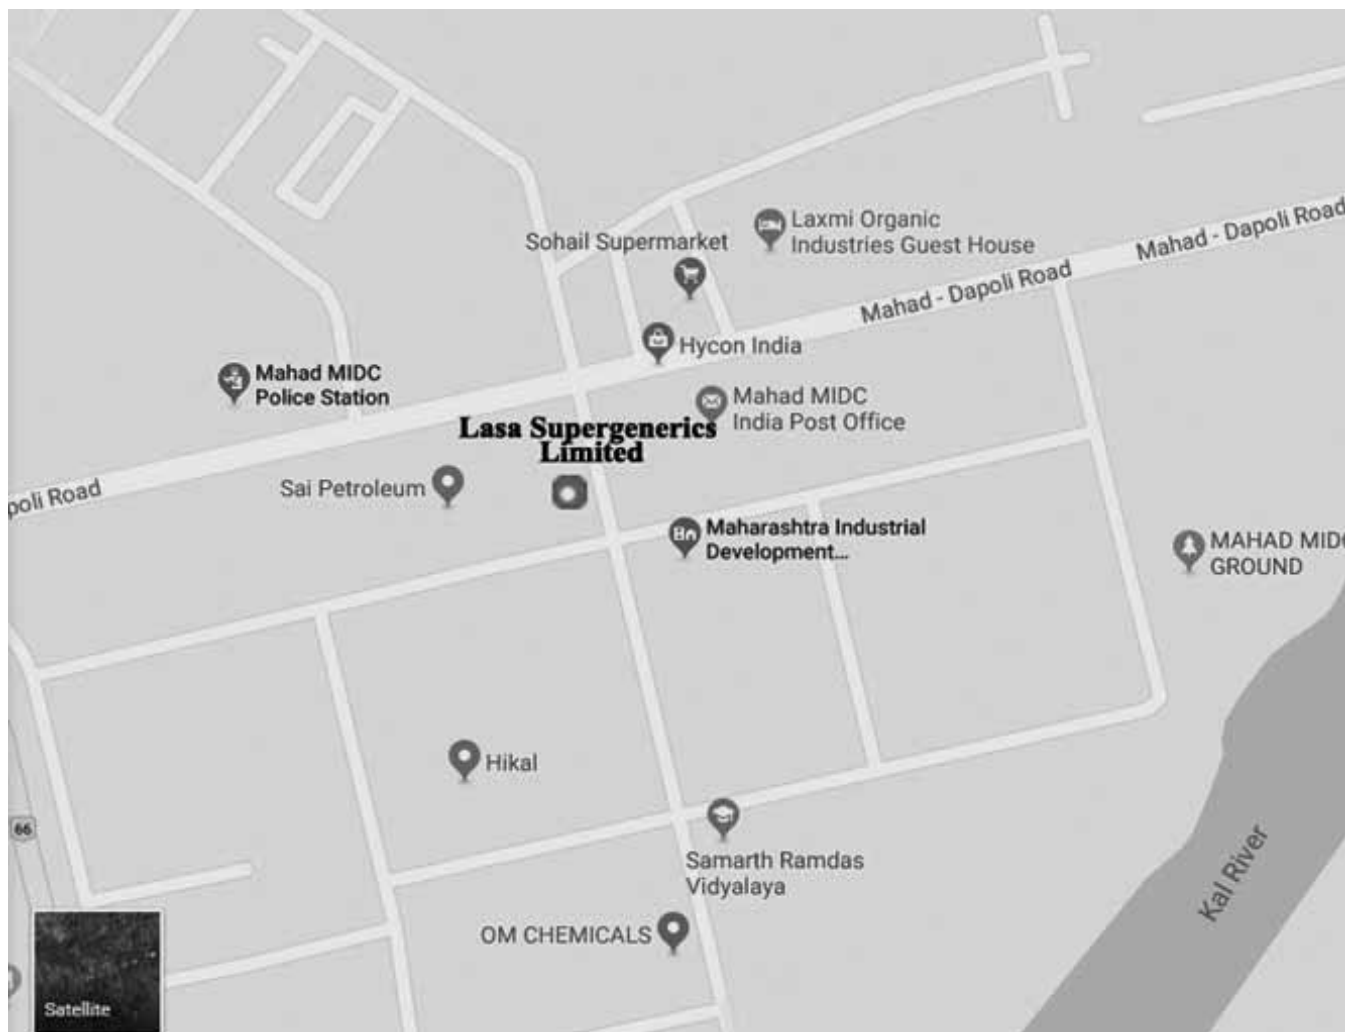 Laxmi Organic
Industries Guest House
Mahad - Dapoli Road
Sohail Supermarket
Mahad - Dapoli Road
Hycon India
Mahad MIDC
Police Station
Mahad MIDC
India Post Office
Lasa Supergenerics
Limited
Sai Petroleum
poli Road
Maharashtra Industrial
Development...
MAHAD MIDC
GROUND
Hikal
66
Samarth Ramdas
Vidyalaya
Kal River
OM CHEMICALS
Satellite